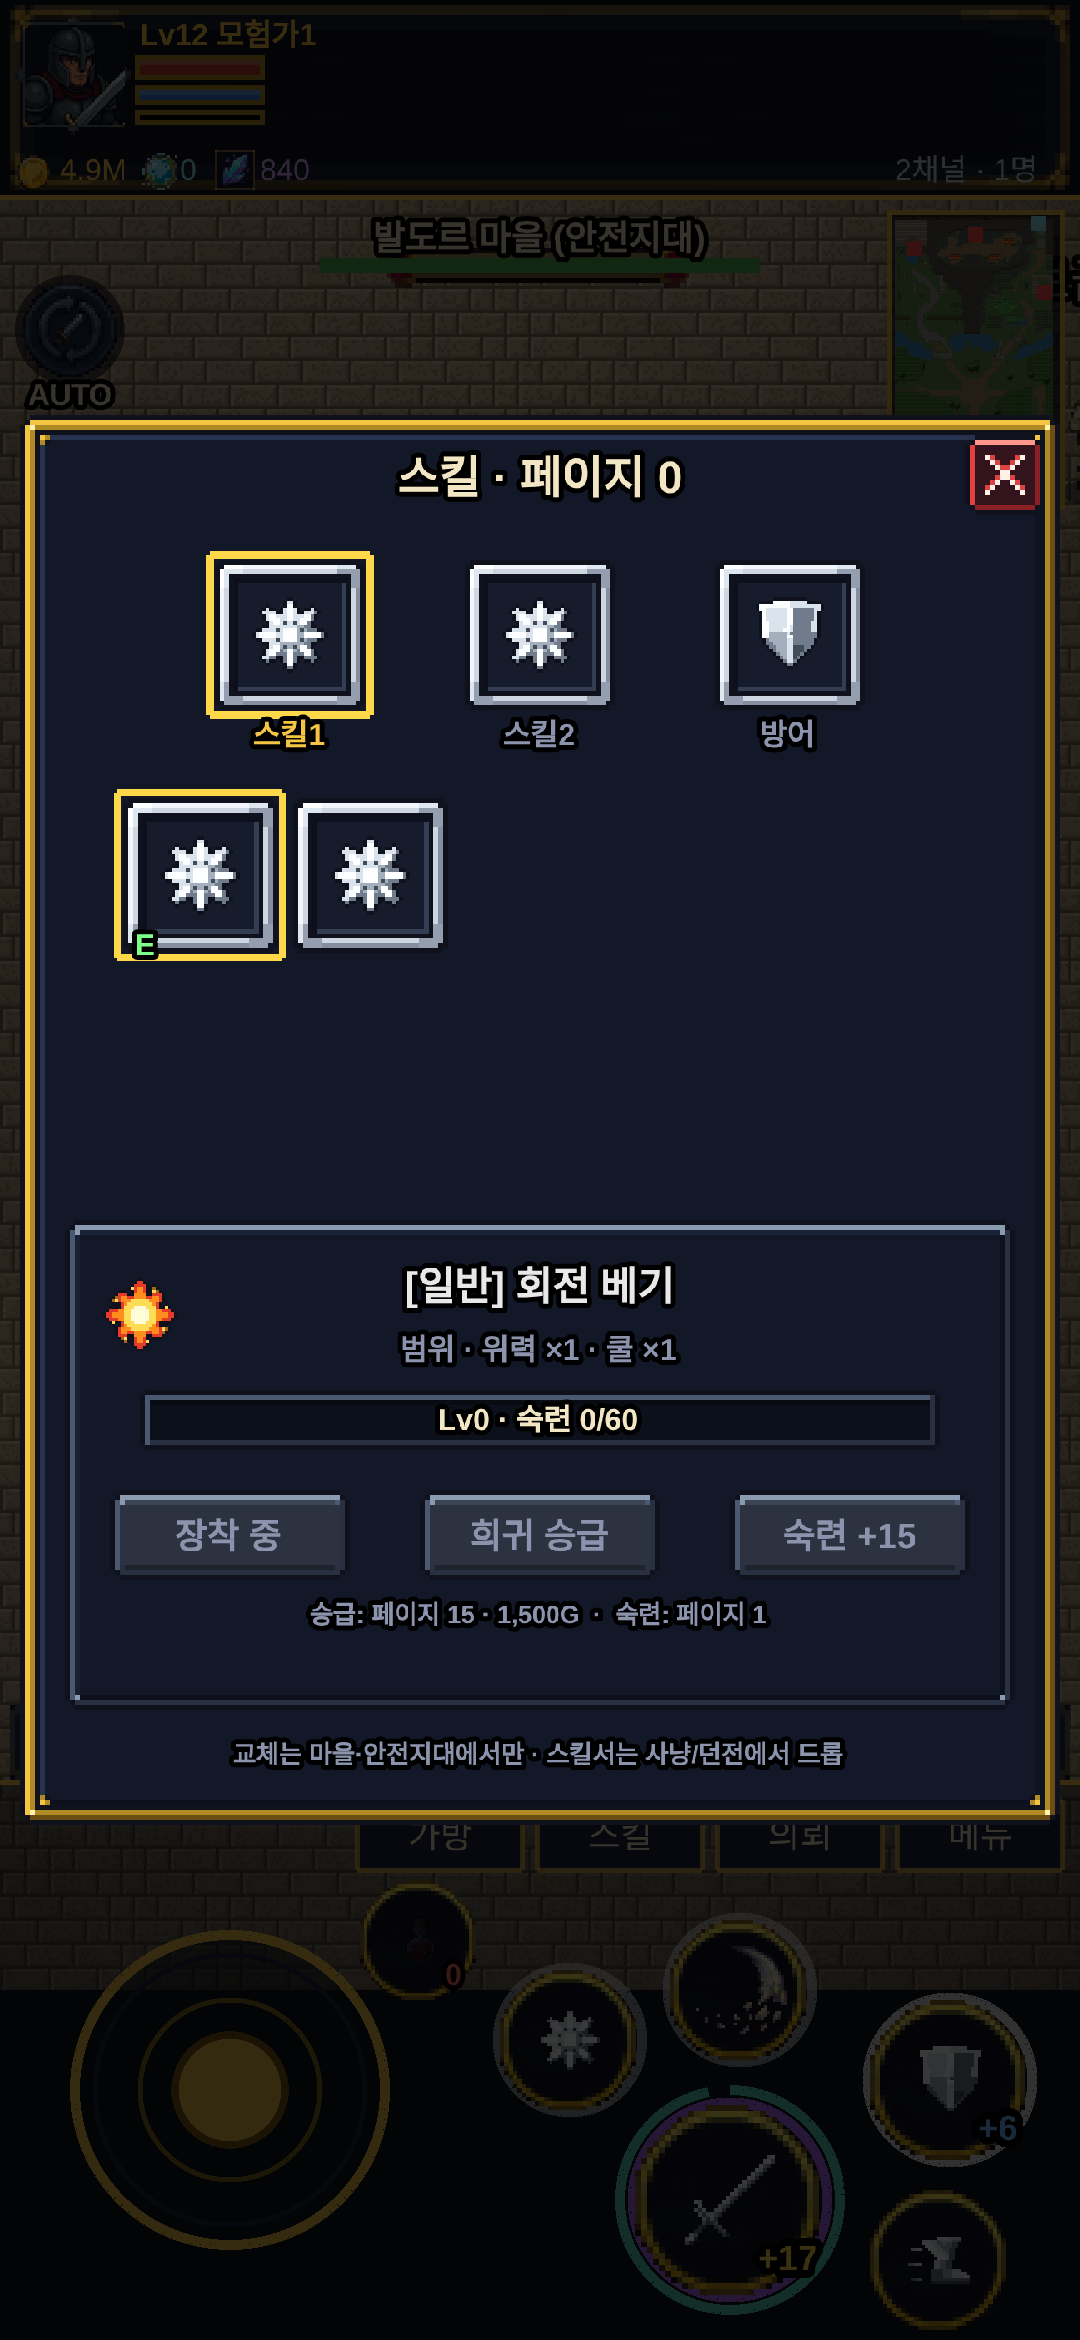 Lv12 모험가1
4.9M 0 840 2채널 · 1명
발도르 마을 (안전지대)
AUTO
스킬 · 페이지 0
스킬1 스킬2 방어
E
[일반] 회전 베기
범위 · 위력 ×1 · 쿨 ×1
Lv0 · 숙련 0/60
장착 중 희귀 승급 숙련 +15
승급: 페이지 15 · 1,500G · 숙련: 페이지 1
교체는 마을·안전지대에서만 · 스킬서는 사냥/던전에서 드롭
가방 스킬 의뢰 메뉴
0
+6
+17